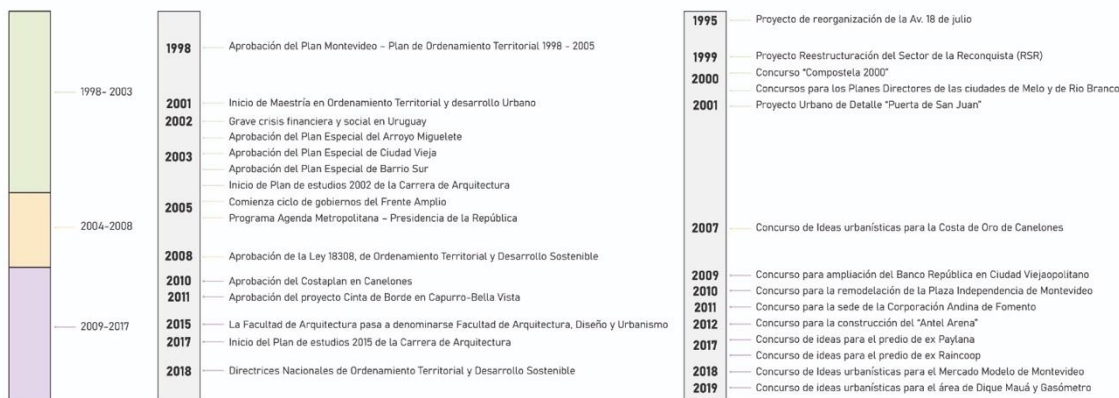 1998- 2003
2004-2008
2009-2017
1998 Aprobación del Plan Montevideo – Plan de Ordenamiento Territorial 1998 - 2005
2001 Inicio de Maestría en Ordenamiento Territorial y desarrollo Urbano
2002 Grave crisis financiera y social en Uruguay
Aprobación del Plan Especial del Arroyo Miguelete
2003 Aprobación del Plan Especial de Ciudad Vieja
Aprobación del Plan Especial de Barrio Sur
Inicio de Plan de estudios 2002 de la Carrera de Arquitectura
2005 Comienza ciclo de gobiernos del Frente Amplio
Programa Agenda Metropolitana – Presidencia de la República
2008 Aprobación de la Ley 18308, de Ordenamiento Territorial y Desarrollo Sostenible
2010 Aprobación del Costaplan en Canelones
2011 Aprobación del proyecto Cinta de Borde en Capurro-Bella Vista
2015 La Facultad de Arquitectura pasa a denominarse Facultad de Arquitectura, Diseño y Urbanismo
2017 Inicio del Plan de estudios 2015 de la Carrera de Arquitectura
2018 Directrices Nacionales de Ordenamiento Territorial y Desarrollo Sostenible
1995 Proyecto de reorganización de la Av. 18 de julio
1999 Proyecto Reestructuración del Sector de la Reconquista (RSR)
2000 Concurso "Compostela 2000"
Concursos para los Planes Directores de las ciudades de Melo y de Rio Branco
2001 Proyecto Urbano de Detalle "Puerta de San Juan"
2007 Concurso de Ideas urbanísticas para la Costa de Oro de Canelones
2009 Concurso para ampliación del Banco República en Ciudad Viejaopolitano
2010 Concurso para la remodelación de la Plaza Independencia de Montevideo
2011 Concurso para la sede de la Corporación Andina de Fomento
2012 Concurso para la construcción del "Antel Arena"
2017 Concurso de ideas para el predio de ex Paylana
Concurso de ideas para el predio de ex Raincoop
2018 Concurso de Ideas urbanísticas para el Mercado Modelo de Montevideo
2019 Concurso de ideas urbanísticas para el área de Dique Mauá y Gasómetro